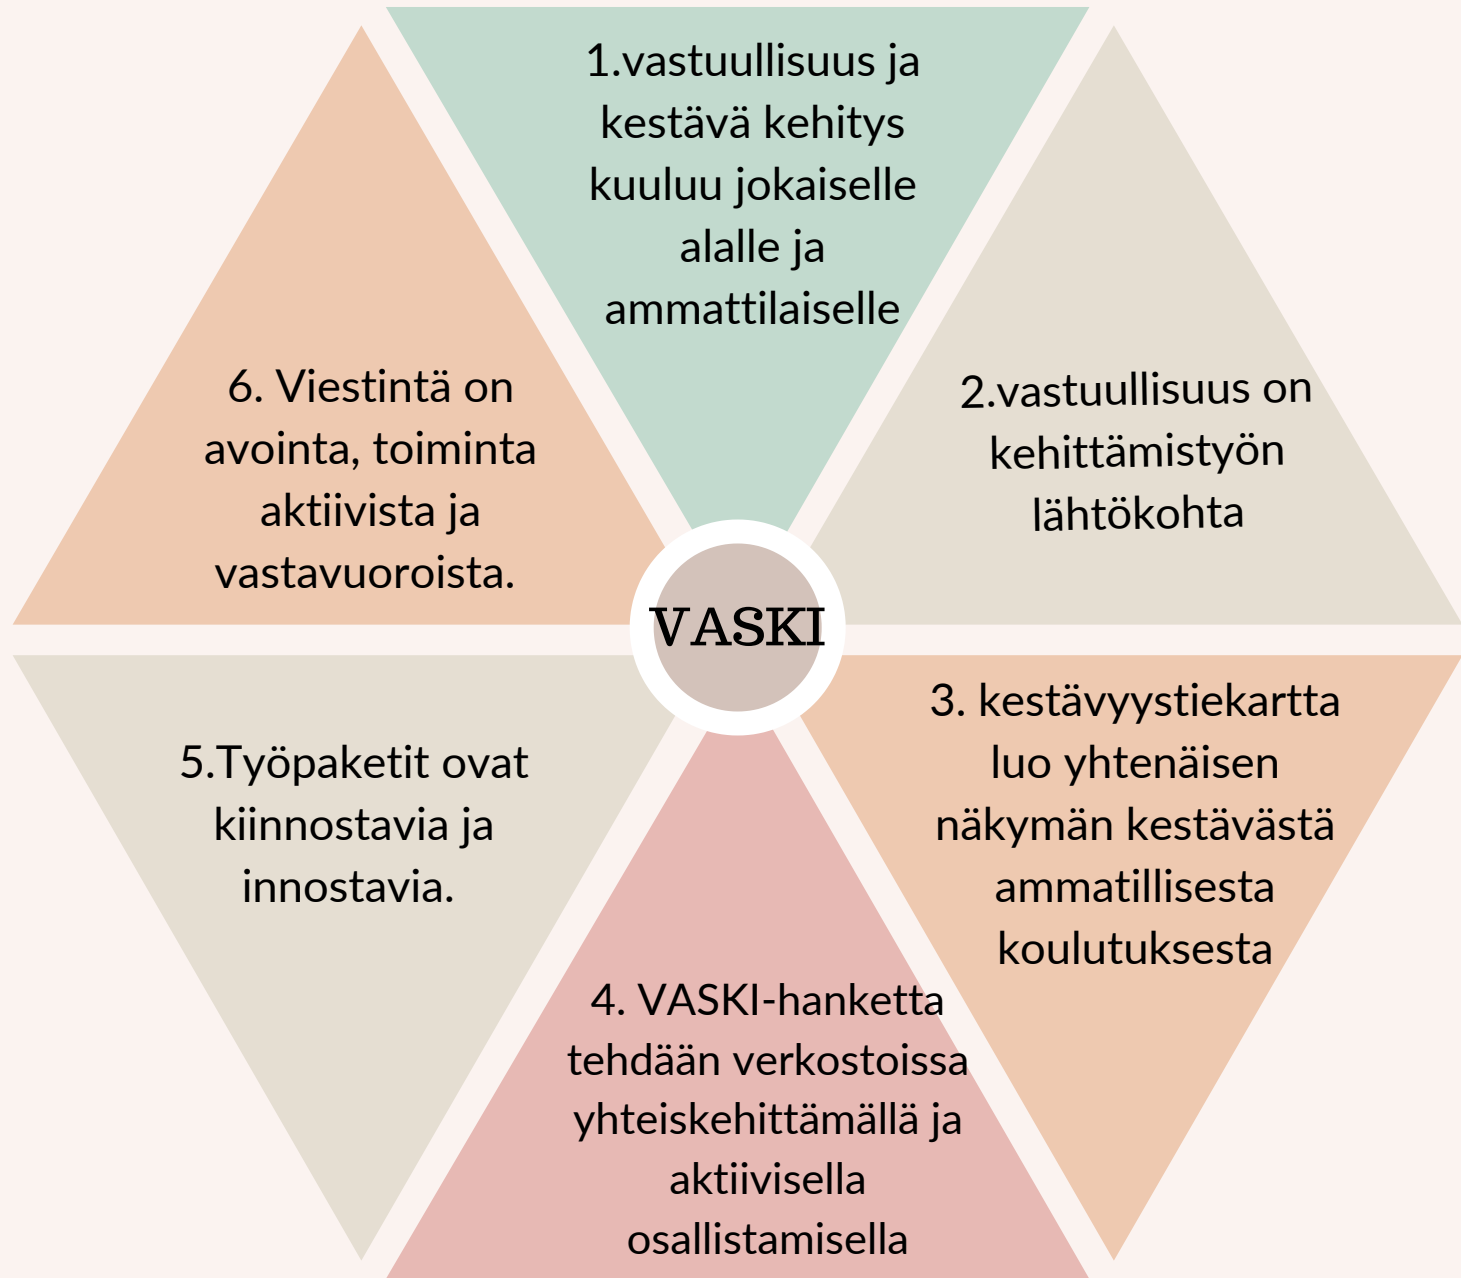 1.vastuullisuus ja
kestävä kehitys
kuuluu jokaiselle
alalle ja
ammattilaiselle
2.vastuullisuus on
kehittämistyön
lähtökohta
3. kestävyystiekartta
luo yhtenäisen
näkymän kestävästä
ammatillisesta
koulutuksesta
4. VASKI-hanketta
tehdään verkostoissa
yhteiskehittämällä ja
aktiivisella
osallistamisella
5.Työpaketit ovat
kiinnostavia ja
innostavia.
6. Viestintä on
avointa, toiminta
aktiivista ja
vastavuoroista.
VASKI